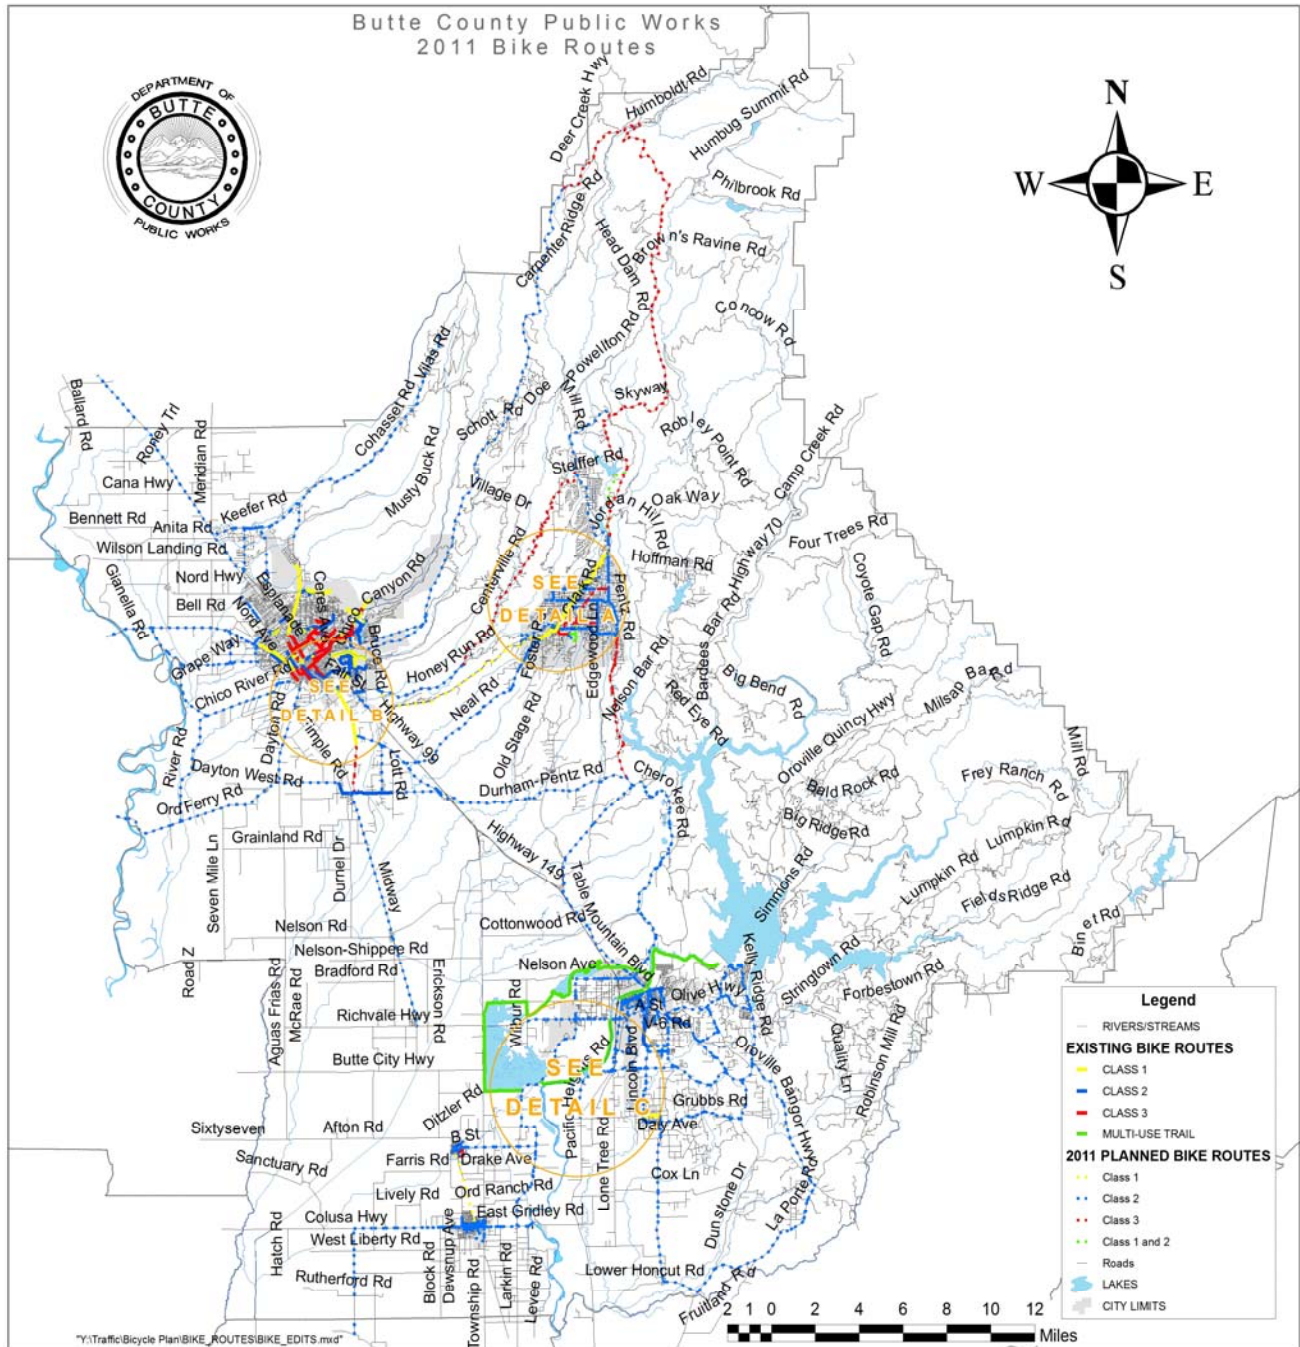 Butte County Public Works
2011 Bike Routes
DEPARTMENT OF
BUTTE
COUNTY
PUBLIC WORKS
N
W
E
S
Deer Creek Hwy
Humboldt Rd
Humbug Summit Rd
Philbrook Rd
Carpenter Ridge Rd
Head Dam Rd
Brown's Ravine Rd
Concow Rd
Powellton Rd
Cohasset Rd
Vilas Rd
Ballard Rd
Roney Trl
Meridian Rd
Schott Rd
Doe Mill Rd
Skyway
Robley Point Rd
Camp Creek Rd
Musty Buck Rd
Steiffer Rd
Cana Hwy
Keefer Rd
Village Dr
Jordan Hill Rd
Oak Way
Bennett Rd
Anita Rd
Highway 70
Four Trees Rd
Wilson Landing Rd
Centerville Rd
Hoffman Rd
Coyote Gap Rd
Gianella Rd
Nord Hwy
Esplanade
Ceres Ave
Chico Canyon Rd
SEE
DETAIL A
Clark Rd
Pentz Rd
Bell Rd
Nord Ave
Bruce Rd
Honey Run Rd
Foster Rd
Edgewood Ln
Nelson Bar Rd
Bardees Bar Rd
Grape Way
Fair St
Big Bend Rd
Milsap Bar Rd
Chico River Rd
SEE
DETAIL B
Neal Rd
Red Eye Rd
Oroville Quincy Hwy
River Rd
Dayton Rd
Timple Rd
Highway 99
Old Stage Rd
Mill Rd
Dayton West Rd
Lott Rd
Durham-Pentz Rd
Cherokee Rd
Bald Rock Rd
Frey Ranch Rd
Ord Ferry Rd
Big Ridge Rd
Grainland Rd
Highway 149
Lumpkin Rd
Lumpkin Rd
Seven Mile Ln
Durnel Dr
Midway
Table Mountain Blvd
Simmons Rd
Fields Ridge Rd
Nelson Rd
Cottonwood Rd
Binet Rd
Nelson-Shippee Rd
Kelly Ridge Rd
Stringtown Rd
Road Z
Bradford Rd
Nelson Ave
Forbestown Rd
Aguas Frias Rd
McRae Rd
Erickson Rd
Wilbur Rd
Olive Hwy
A St
V-6 Rd
Richvale Hwy
Butte City Hwy
SEE
DETAIL C
Lincoln Blvd
Oroville Bangor Hwy
Quality Ln
Robinson Mill Rd
Ditzler Rd
Grubbs Rd
Sixtyseven
Afton Rd
B St
Daly Ave
Sanctuary Rd
Farris Rd
Drake Ave
Lone Tree Rd
Cox Ln
Lively Rd
Ord Ranch Rd
Dunstone Dr
La Porte Rd
Colusa Hwy
East Gridley Rd
Hatch Rd
West Liberty Rd
Rutherford Rd
Block Rd
Dewsnup Ave
Township Rd
Larkin Rd
Levee Rd
Lower Honcut Rd
Fruitland Rd
Legend
RIVERS/STREAMS
EXISTING BIKE ROUTES
CLASS 1
CLASS 2
CLASS 3
MULTI-USE TRAIL
2011 PLANNED BIKE ROUTES
Class 1
Class 2
Class 3
Class 1 and 2
Roads
LAKES
CITY LIMITS
2 1 0 2 4 6 8 10 12
Miles
"Y:\Traffic\Bicycle Plan\BIKE_ROUTES\BIKE_EDITS.mxd"